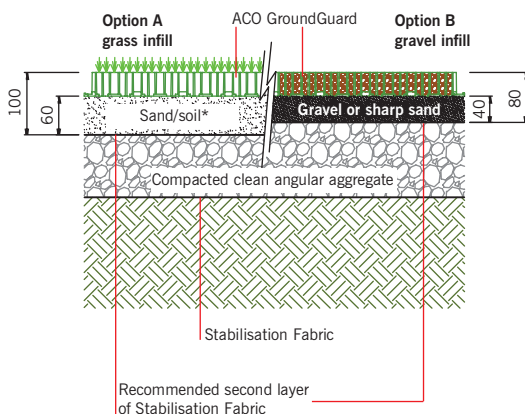 Option A
grass infill
ACO GroundGuard
Option B
gravel infill
100
60
Sand/soil*
Gravel or sharp sand
40
80
Compacted clean angular aggregate
Stabilisation Fabric
Recommended second layer
of Stabilisation Fabric